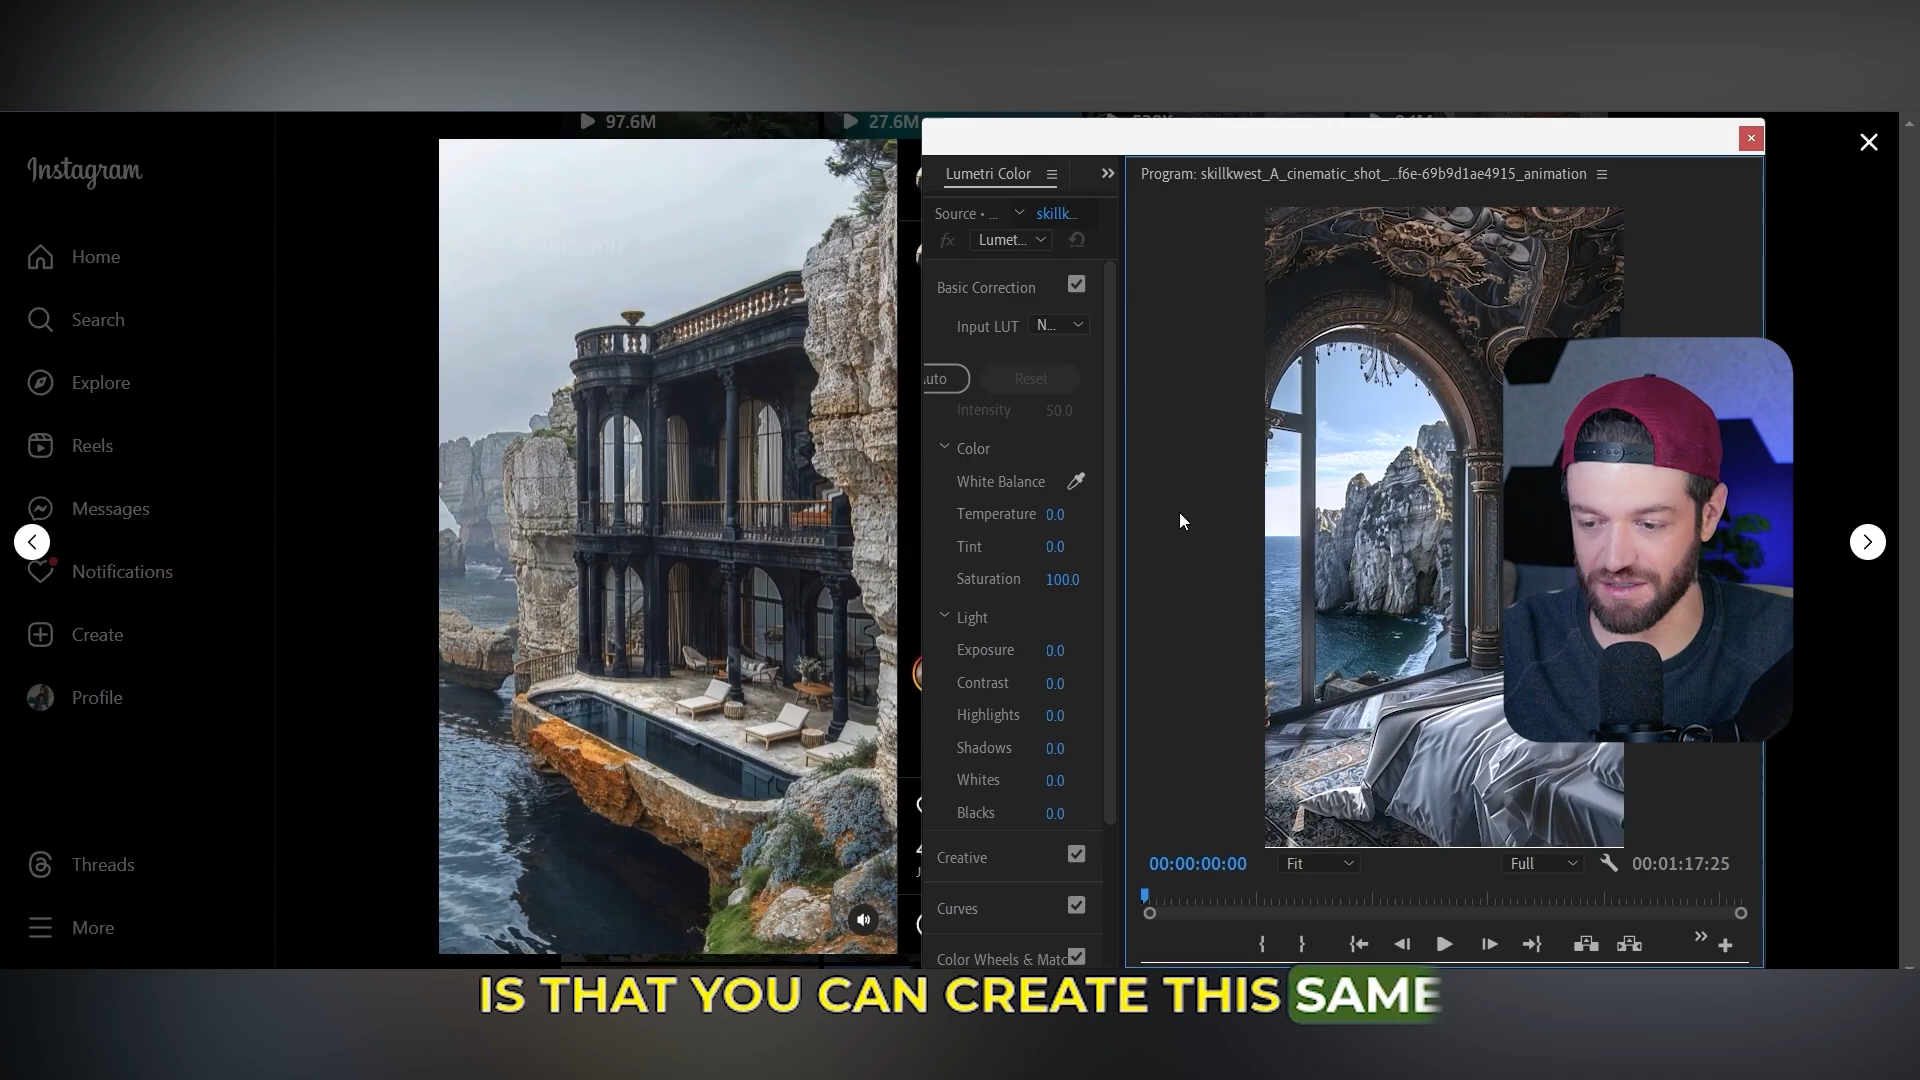 97.6M
27.6M
Instagram
Home
Search
Explore
Reels
Messages
Notifications
Create
Profile
Threads
More
Lumetri Color
Source • ...
skillk...
fx
Lumet...
Basic Correction
Input LUT
N...
uto
Reset
Intensity
50.0
Color
White Balance
Temperature
0.0
Tint
0.0
Saturation
100.0
Light
Exposure
0.0
Contrast
0.0
Highlights
0.0
Shadows
0.0
Whites
0.0
Blacks
0.0
Creative
Curves
Color Wheels & Matc
Program: skillkwest_A_cinematic_shot_...f6e-69b9d1ae4915_animation
00:00:00:00
Fit
Full
00:01:17:25
IS THAT YOU CAN CREATE THIS SAME